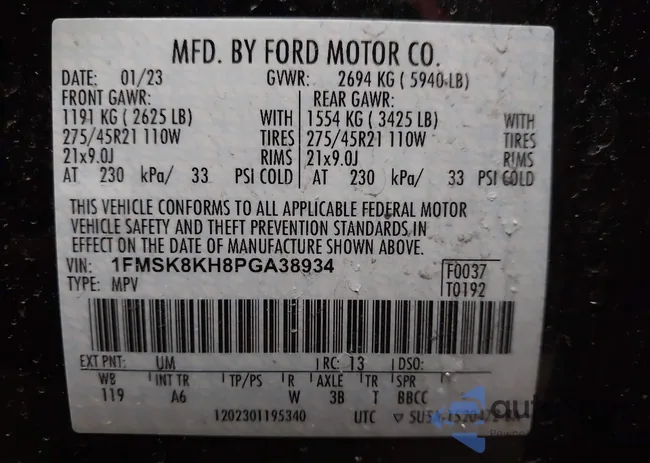 MFD. BY FORD MOTOR CO.
DATE: 01/23 GVWR: 2694 KG ( 5940 LB)
FRONT GAWR: REAR GAWR:
1191 KG ( 2625 LB) WITH 1554 KG ( 3425 LB) WITH
275/45R21 110W TIRES 275/45R21 110W TIRES
21x9.0J RIMS 21x9.0J RIMS
AT 230 kPa/ 33 PSI COLD AT 230 kPa/ 33 PSI COLD
THIS VEHICLE CONFORMS TO ALL APPLICABLE FEDERAL MOTOR
VEHICLE SAFETY AND THEFT PREVENTION STANDARDS IN
EFFECT ON THE DATE OF MANUFACTURE SHOWN ABOVE.
VIN: 1FMSK8KH8PGA38934 F0037
TYPE: MPV T0192
EXT PNT: UM RC: 13 DSO:
WB INT TR TP/PS R AXLE TR SPR
119 A6 W 3B T BBCC
1202301195340 UTC